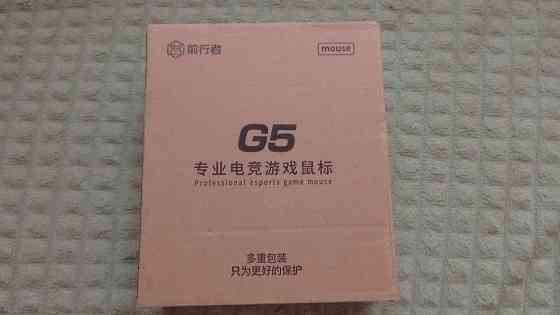 前行者
mouse
G5
专业电竞游戏鼠标
Professional esports game mouse
多重包装
只为更好的保护